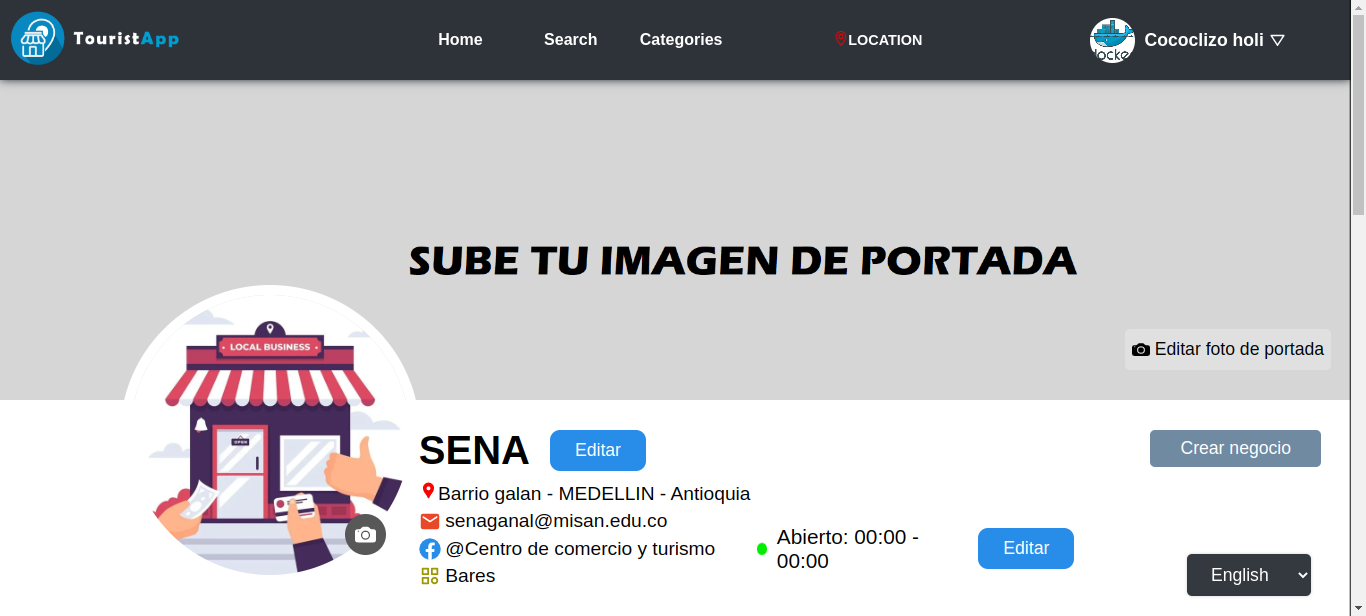 TouristApp
Home
Search
Categories
LOCATION
docke
Cococlizo holi
SUBE TU IMAGEN DE PORTADA
LOCAL BUSINESS
OPEN
Editar foto de portada
SENA
Editar
Crear negocio
Barrio galan - MEDELLIN - Antioquia
senaganal@misan.edu.co
@Centro de comercio y turismo
Abierto: 00:00 -
00:00
Editar
Bares
English